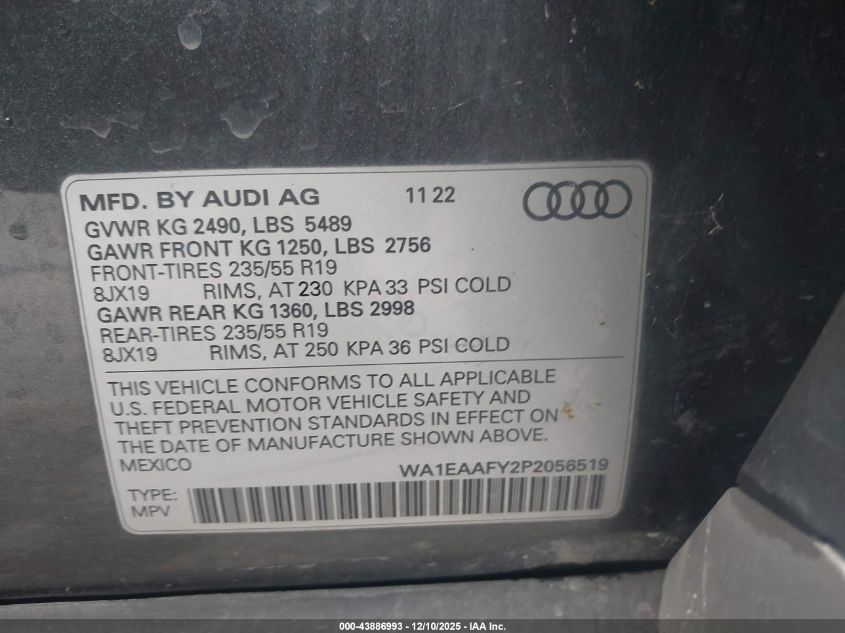 MFD. BY AUDI AG 11 22
GVWR KG 2490, LBS 5489
GAWR FRONT KG 1250, LBS 2756
FRONT-TIRES 235/55 R19
8JX19 RIMS, AT 230 KPA 33 PSI COLD
GAWR REAR KG 1360, LBS 2998
REAR-TIRES 235/55 R19
8JX19 RIMS, AT 250 KPA 36 PSI COLD
THIS VEHICLE CONFORMS TO ALL APPLICABLE
U.S. FEDERAL MOTOR VEHICLE SAFETY AND
THEFT PREVENTION STANDARDS IN EFFECT ON
THE DATE OF MANUFACTURE SHOWN ABOVE.
MEXICO WA1EAAFY2P2056519
TYPE:
MPV
000-43886993 - 12/10/2025 - IAA Inc.